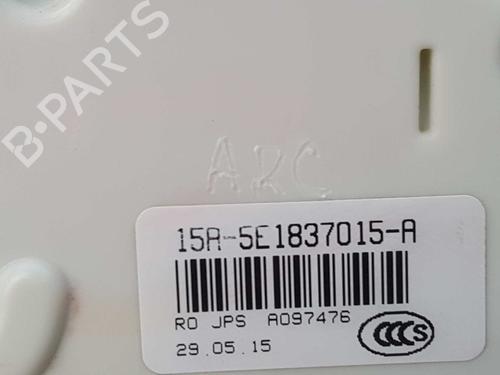 B-PARTS
ARC
15A-5E1837015-A
RO JPS A097476
29.05.15
CCCS